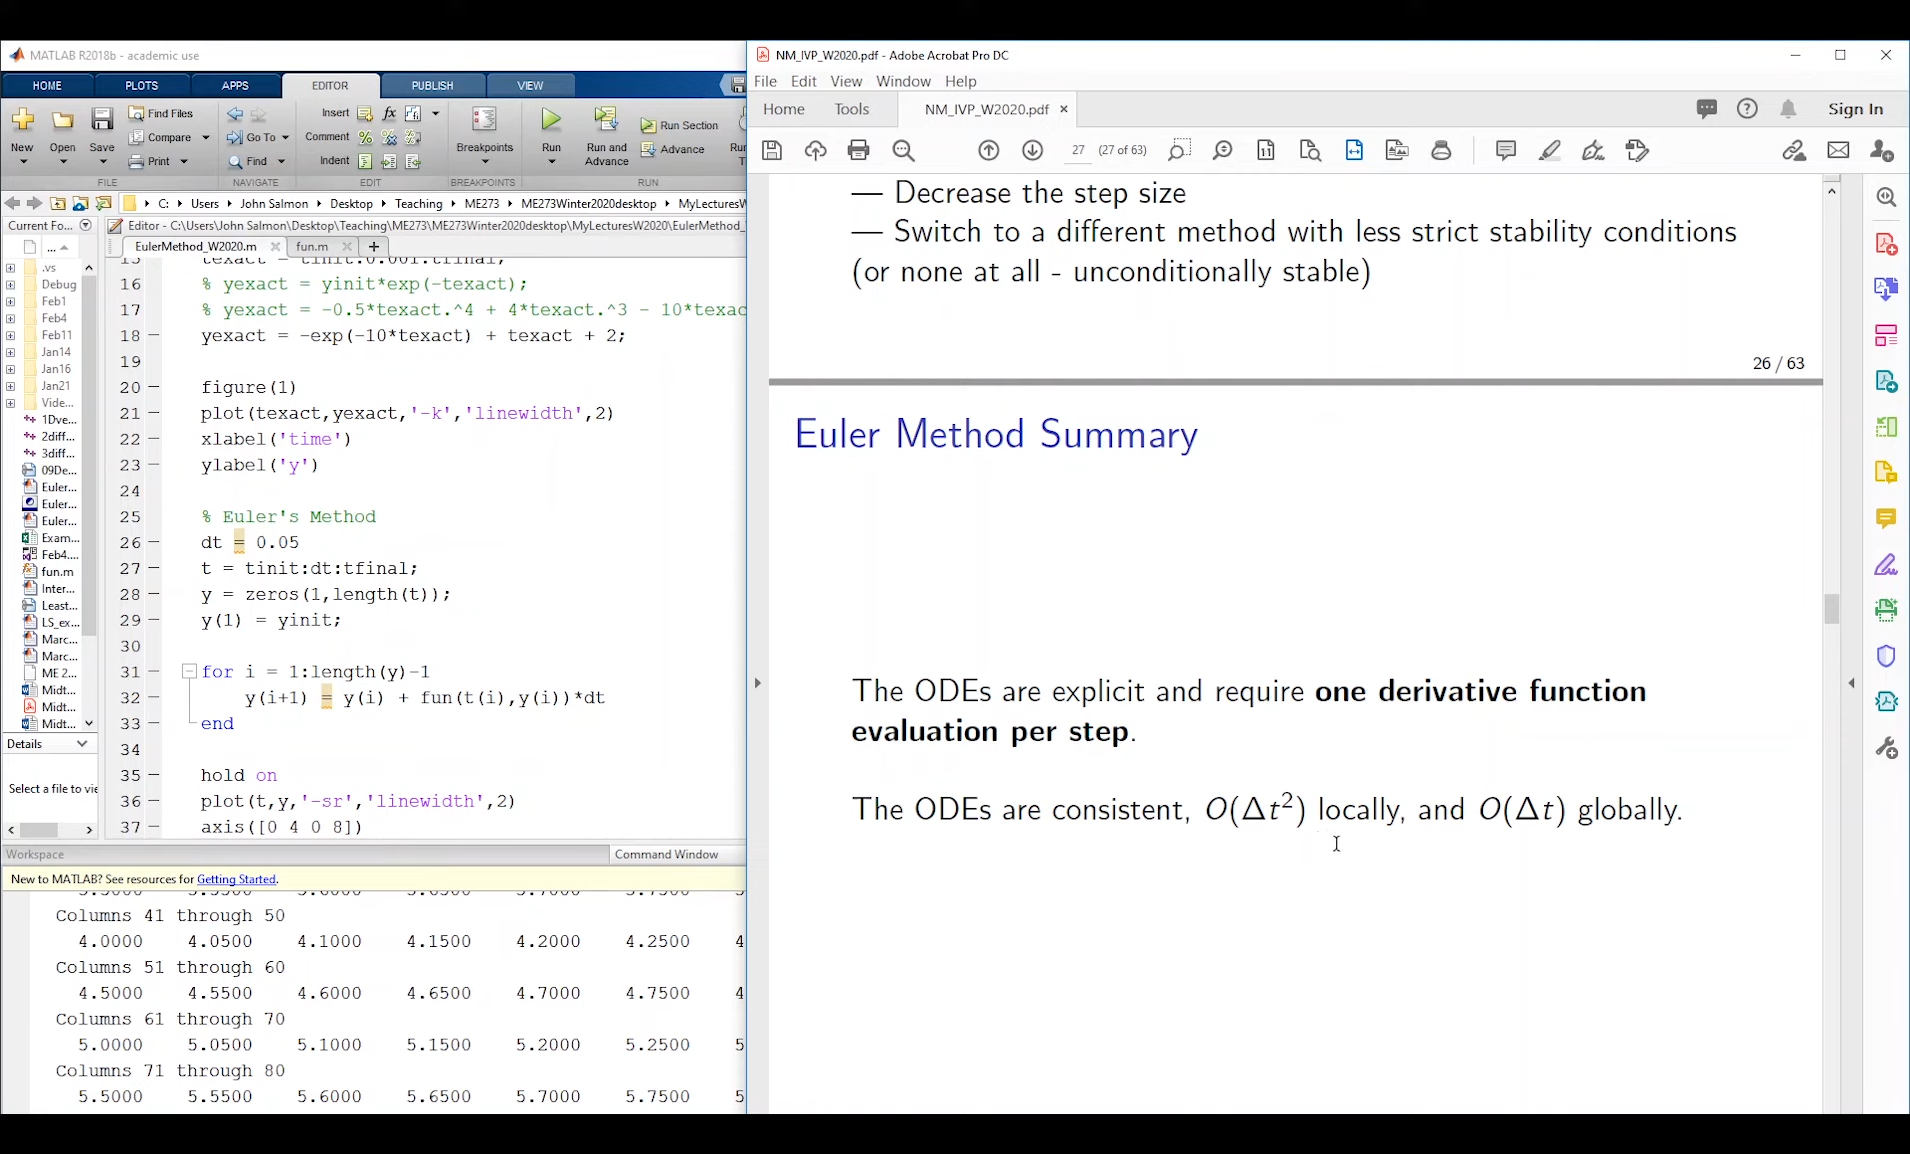 MATLAB R2018b - academic use
HOME PLOTS APPS EDITOR PUBLISH VIEW
New Open Save
Find Files
Compare
Print
FILE
Go To
Find
NAVIGATE
Insert fx
Comment
Indent
EDIT
Breakpoints
BREAKPOINTS
Run
Run and Advance
Run Section
Advance
RUN
C: Users John Salmon Desktop Teaching ME273 ME273Winter2020desktop
Current Fo...
Editor - C:\Users\John Salmon\Desktop\Teaching\ME273\ME273Winter2020desktop\MyLecturesW2020\EulerMethod_
EulerMethod_W2020.m fun.m
.vs
Debug
Feb1
Feb4
Feb11
Jan14
Jan16
Jan21
Vide...
1Dve...
2diff...
3diff...
09De...
Euler...
Euler...
Euler...
Exam...
Feb4....
fun.m
Inter...
Least...
LS_ex...
Marc...
Marc...
ME 2...
Midt...
Midt...
Midt...
Details
Select a file to vie
15 texact = tinit:0.001:tfinal;
16 % yexact = yinit*exp(-texact);
17 % yexact = -0.5*texact.^4 + 4*texact.^3 - 10*texac
18 yexact = -exp(-10*texact) + texact + 2;
19
20 figure(1)
21 plot(texact,yexact,'-k','linewidth',2)
22 xlabel('time')
23 ylabel('y')
24
25 % Euler's Method
26 dt = 0.05
27 t = tinit:dt:tfinal;
28 y = zeros(1,length(t));
29 y(1) = yinit;
30
31 for i = 1:length(y)-1
32 y(i+1) = y(i) + fun(t(i),y(i))*dt
33 end
34
35 hold on
36 plot(t,y,'-sr','linewidth',2)
37 axis([0 4 0 8])
Workspace Command Window
New to MATLAB? See resources for Getting Started.
Columns 41 through 50
4.0000 4.0500 4.1000 4.1500 4.2000 4.2500 4
Columns 51 through 60
4.5000 4.5500 4.6000 4.6500 4.7000 4.7500 4
Columns 61 through 70
5.0000 5.0500 5.1000 5.1500 5.2000 5.2500 5
Columns 71 through 80
5.5000 5.5500 5.6000 5.6500 5.7000 5.7500 5
NM_IVP_W2020.pdf - Adobe Acrobat Pro DC
File Edit View Window Help
Home Tools NM_IVP_W2020.pdf × Sign In
27 (27 of 63)
— Decrease the step size
— Switch to a different method with less strict stability conditions
(or none at all - unconditionally stable)
26 / 63
Euler Method Summary
The ODEs are explicit and require one derivative function
evaluation per step.
The ODEs are consistent, O(Δt²) locally, and O(Δt) globally.